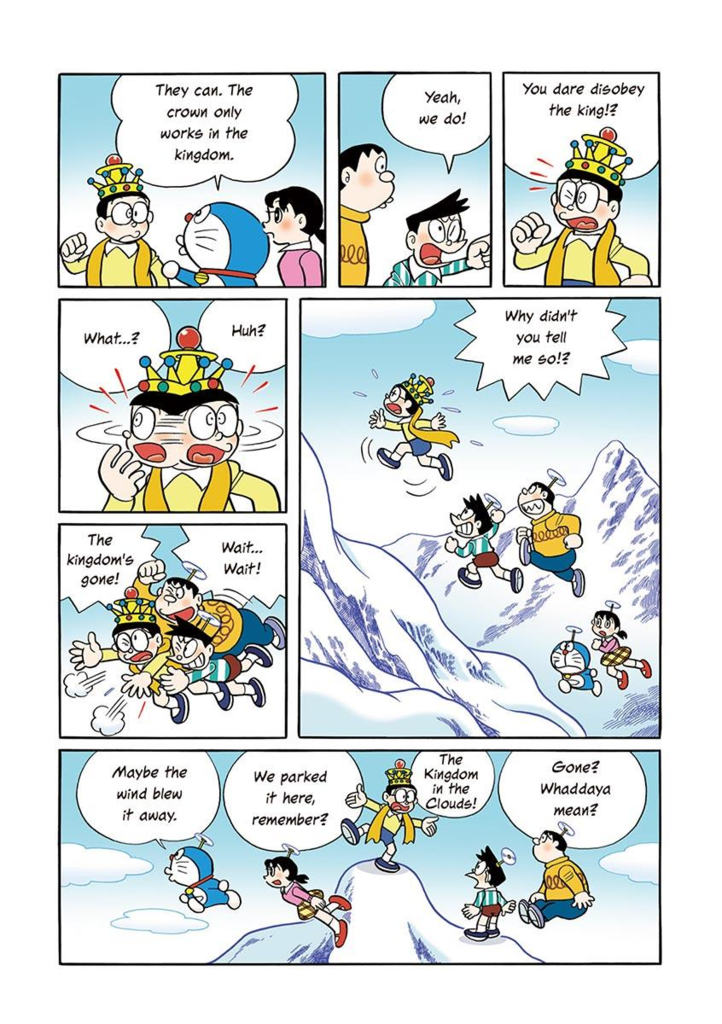 You dare disobey
the king!?
Yeah,
we do!
They can. The
crown only
works in the
kingdom.
Why didn't
you tell
me so!?
Huh?
What...?
Wait...
Wait!
The
kingdom's
gone!
Gone?
Whaddaya
mean?
The
Kingdom
in the
Clouds!
We parked
it here,
remember?
Maybe the
wind blew
it away.